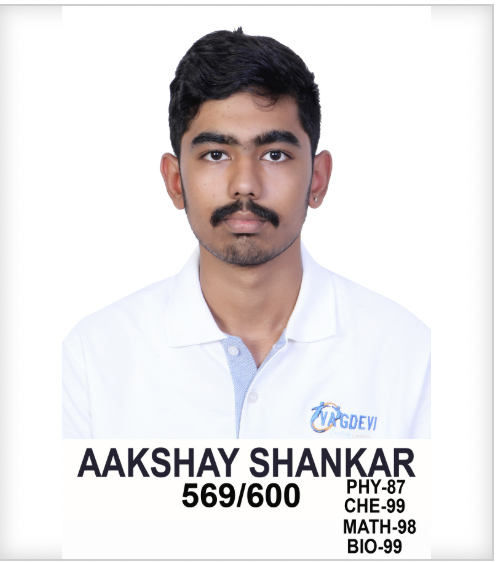 VAGDEVI
AAKSHAY SHANKAR
569/600
PHY-87
CHE-99
MATH-98
BIO-99